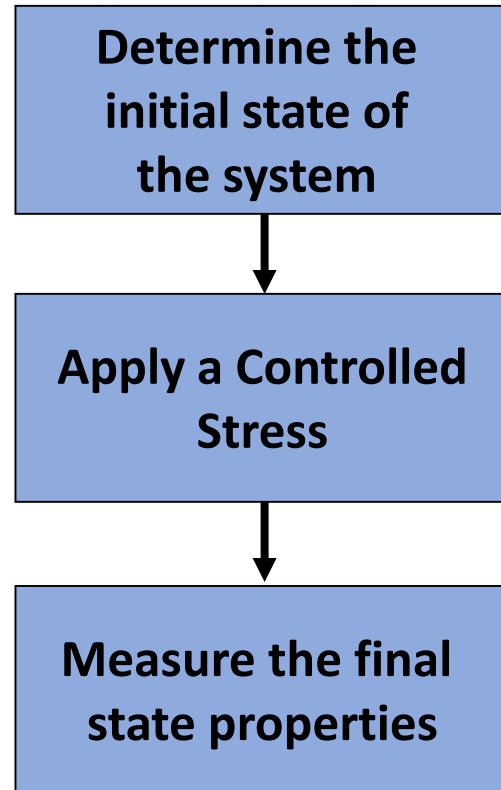 Determine the
initial state of
the system
Apply a Controlled
Stress
Measure the final
state properties